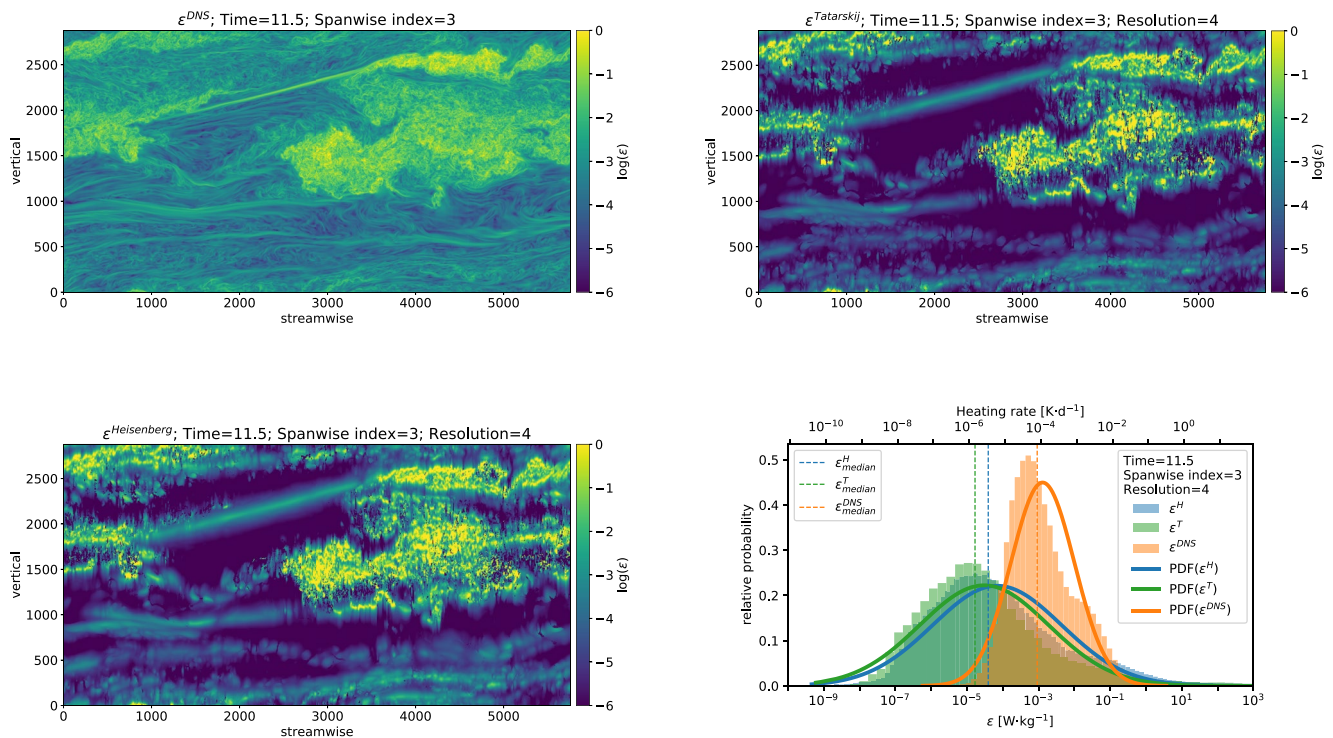 ε^DNS; Time=11.5; Spanwise index=3
vertical
2500
2000
1500
1000
500
0
0 1000 2000 3000 4000 5000
streamwise
0
−1
−2
−3
−4
−5
−6
log(ε)
ε^Tatarskij; Time=11.5; Spanwise index=3; Resolution=4
vertical
2500
2000
1500
1000
500
0
0 1000 2000 3000 4000 5000
streamwise
0
−1
−2
−3
−4
−5
−6
log(ε)
ε^Heisenberg; Time=11.5; Spanwise index=3; Resolution=4
vertical
2500
2000
1500
1000
500
0
0 1000 2000 3000 4000 5000
streamwise
0
−1
−2
−3
−4
−5
−6
log(ε)
Heating rate [K·d⁻¹]
10⁻¹⁰ 10⁻⁸ 10⁻⁶ 10⁻⁴ 10⁻² 10⁰
relative probability
0.5
0.4
0.3
0.2
0.1
0.0
ε^H_median
ε^T_median
ε^DNS_median
Time=11.5
Spanwise index=3
Resolution=4
ε^H
ε^T
ε^DNS
PDF(ε^H)
PDF(ε^T)
PDF(ε^DNS)
10⁻⁹ 10⁻⁷ 10⁻⁵ 10⁻³ 10⁻¹ 10¹ 10³
ε [W·kg⁻¹]